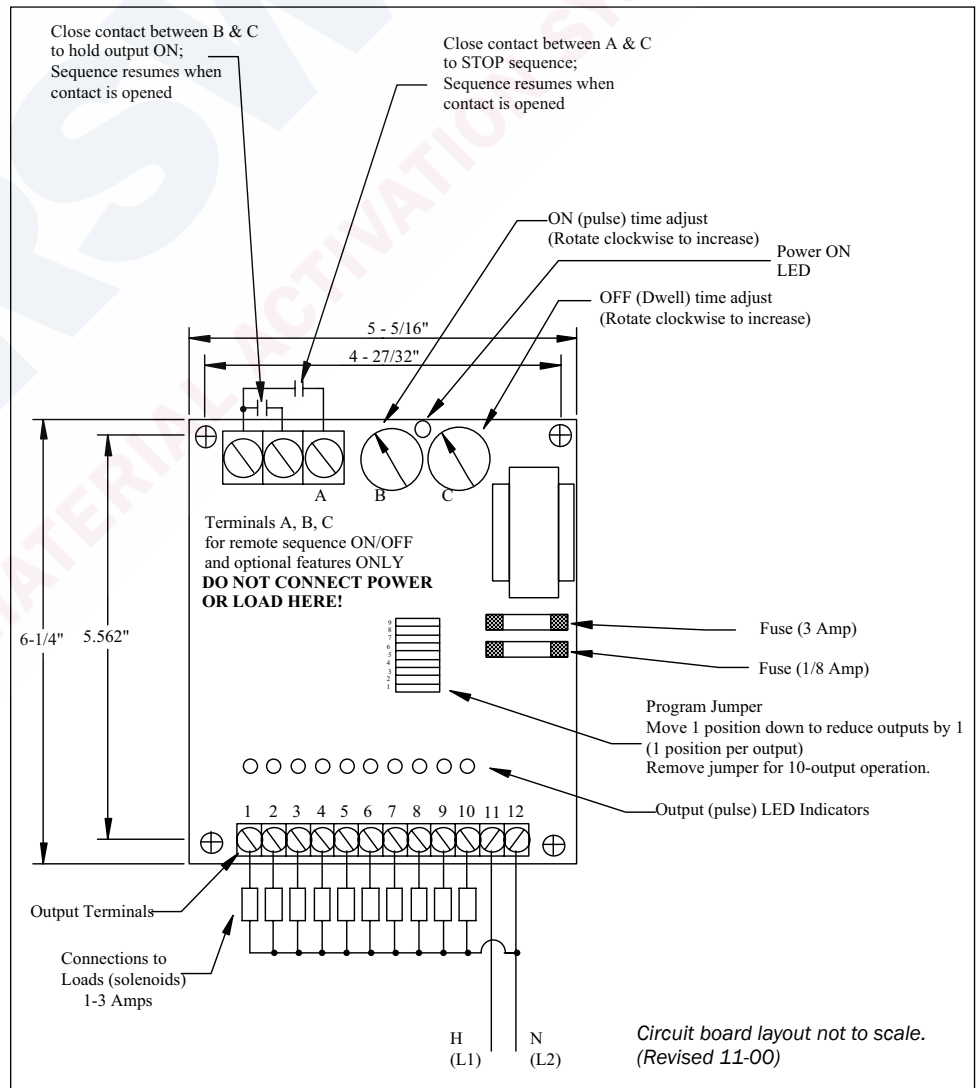 Close contact between B & C
to hold output ON;
Sequence resumes when
contact is opened
Close contact between A & C
to STOP sequence;
Sequence resumes when
contact is opened
ON (pulse) time adjust
(Rotate clockwise to increase)
Power ON
LED
OFF (Dwell) time adjust
(Rotate clockwise to increase)
5 - 5/16"
4 - 27/32"
A B C
Terminals A, B, C
for remote sequence ON/OFF
and optional features ONLY
DO NOT CONNECT POWER
OR LOAD HERE!
6-1/4"
5.562"
9
8
7
6
5
4
3
2
1
Fuse (3 Amp)
Fuse (1/8 Amp)
Program Jumper
Move 1 position down to reduce outputs by 1
(1 position per output)
Remove jumper for 10-output operation.
Output (pulse) LED Indicators
1 2 3 4 5 6 7 8 9 10 11 12
Output Terminals
Connections to
Loads (solenoids)
1-3 Amps
H N
(L1) (L2)
Circuit board layout not to scale.
(Revised 11-00)
MATERIAL ACTIVATION